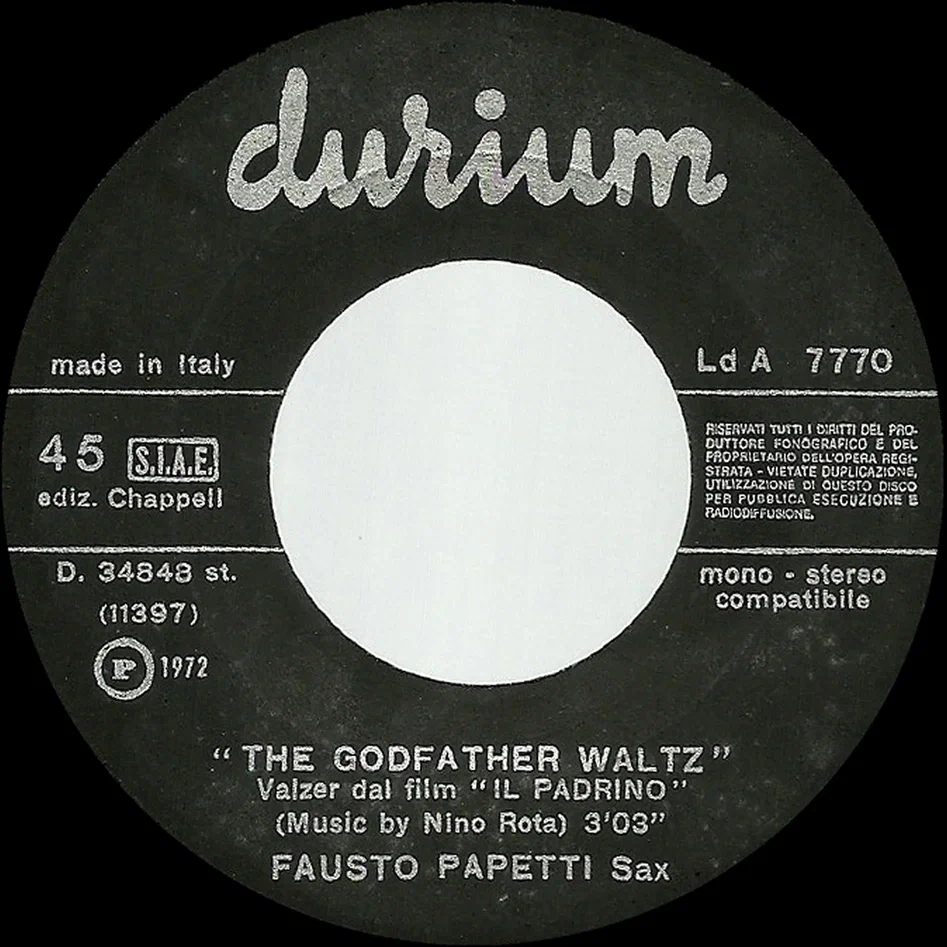 durium
made in Italy
Ld A 7770
45 S.I.A.E.
ediz. Chappell
RISERVATI TUTTI I DIRITTI DEL PRO-
DUTTORE FONOGRAFICO E DEL
PROPRIETARIO DELL'OPERA REGI-
STRATA - VIETATE DUPLICAZIONE,
UTILIZZAZIONE DI QUESTO DISCO
PER PUBBLICA ESECUZIONE E
RADIODIFFUSIONE.
D. 34848 st.
(11397)
P 1972
mono - stereo
compatibile
"THE GODFATHER WALTZ"
Valzer dal film "IL PADRINO"
(Music by Nino Rota) 3'03"
FAUSTO PAPETTI Sax